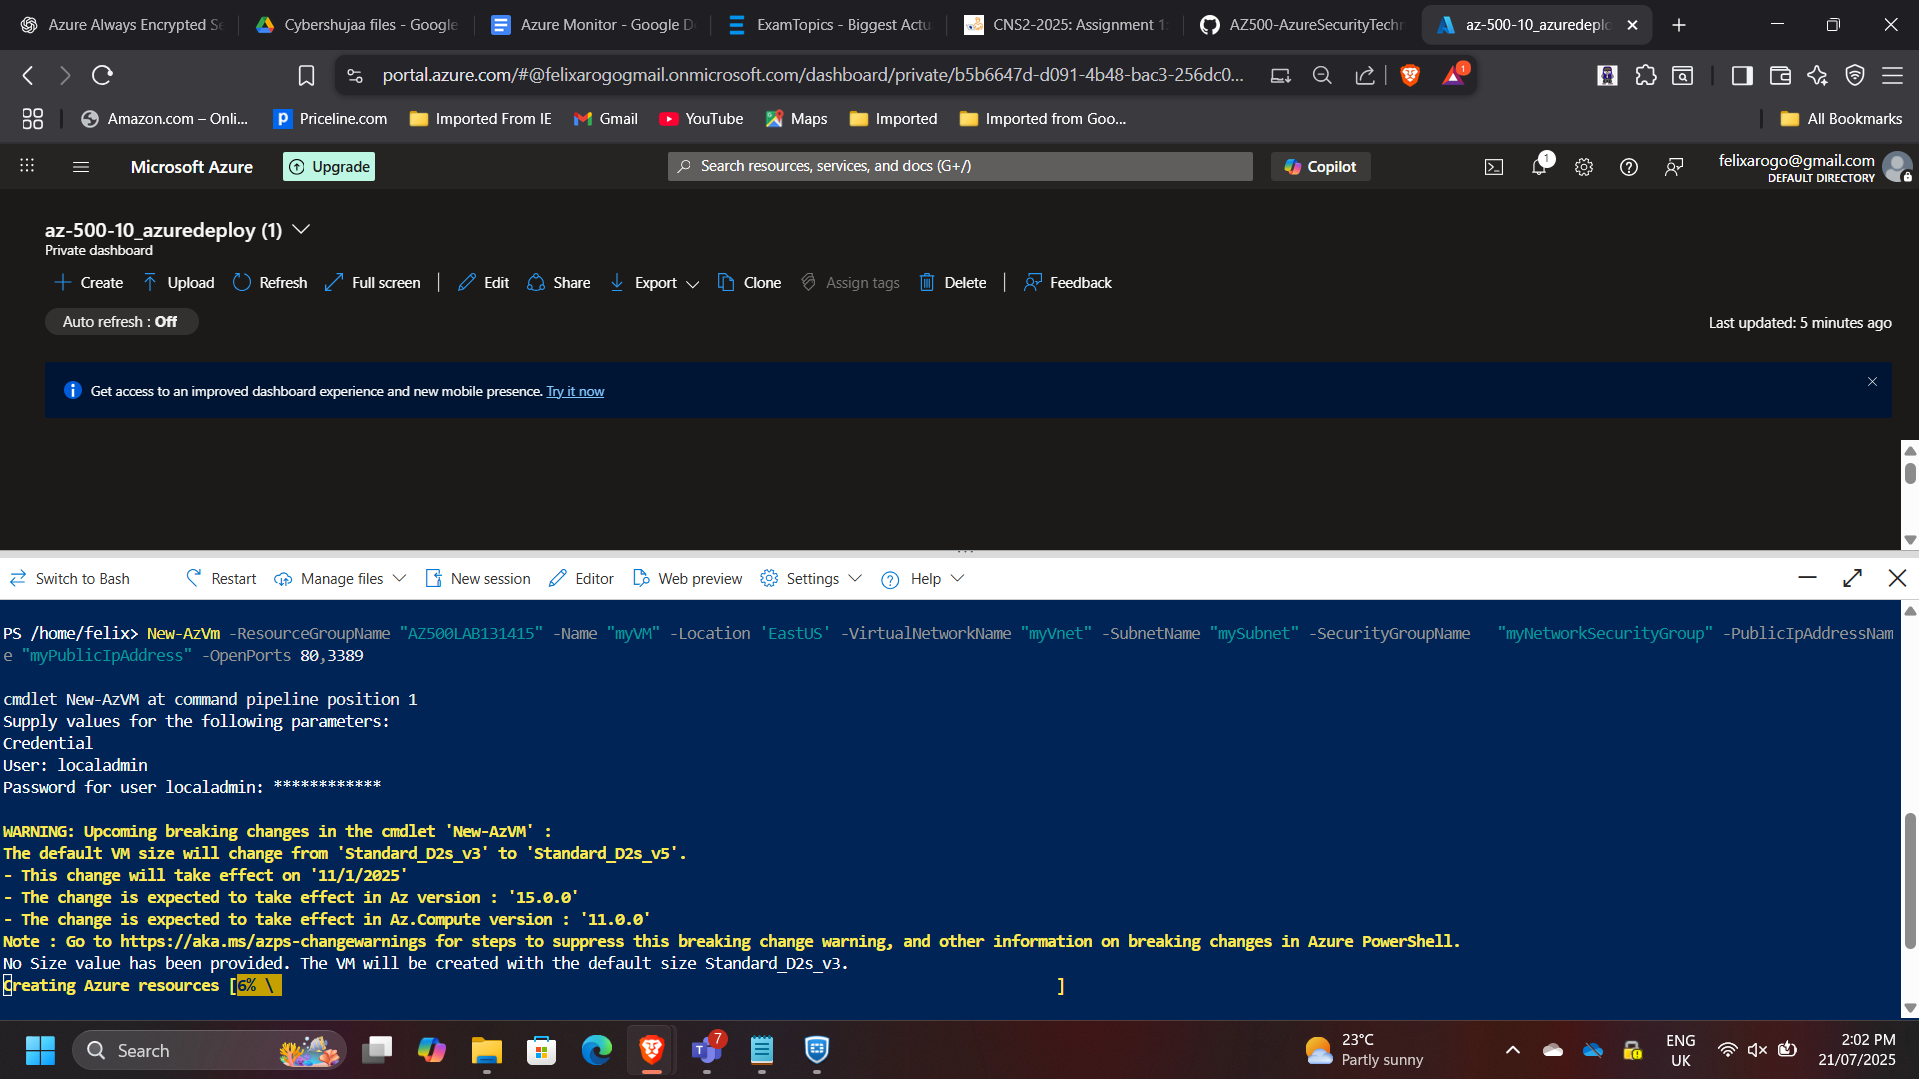 Azure Always Encrypted Se
Cybershujaa files - Google
Azure Monitor - Google D
ExamTopics - Biggest Actu
CNS2-2025: Assignment 1
AZ500-AzureSecurityTechn
az-500-10_azuredeplo
portal.azure.com/#@felixarogogmail.onmicrosoft.com/dashboard/private/b5b6647d-d091-4b48-bac3-256dc0...
1
Amazon.com – Onli...
Priceline.com
Imported From IE
Gmail
YouTube
Maps
Imported
Imported from Goo...
All Bookmarks
Microsoft Azure
Upgrade
Search resources, services, and docs (G+/)
Copilot
1
felixarogo@gmail.com
DEFAULT DIRECTORY
az-500-10_azuredeploy (1)
Private dashboard
Create
Upload
Refresh
Full screen
Edit
Share
Export
Clone
Assign tags
Delete
Feedback
Auto refresh : Off
Last updated: 5 minutes ago
Get access to an improved dashboard experience and new mobile presence. Try it now
Switch to Bash
Restart
Manage files
New session
Editor
Web preview
Settings
Help
PS /home/felix> New-AzVm -ResourceGroupName "AZ500LAB131415" -Name "myVM" -Location 'EastUS' -VirtualNetworkName "myVnet" -SubnetName "mySubnet" -SecurityGroupName   "myNetworkSecurityGroup" -PublicIpAddressNam
e "myPublicIpAddress" -OpenPorts 80,3389
cmdlet New-AzVM at command pipeline position 1
Supply values for the following parameters:
Credential
User: localadmin
Password for user localadmin: ************
WARNING: Upcoming breaking changes in the cmdlet 'New-AzVM' :
The default VM size will change from 'Standard_D2s_v3' to 'Standard_D2s_v5'.
- This change will take effect on '11/1/2025'
- The change is expected to take effect in Az version : '15.0.0'
- The change is expected to take effect in Az.Compute version : '11.0.0'
Note : Go to https://aka.ms/azps-changewarnings for steps to suppress this breaking change warning, and other information on breaking changes in Azure PowerShell.
No Size value has been provided. The VM will be created with the default size Standard_D2s_v3.
Creating Azure resources [6% \ ]
Search
7
23°C
Partly sunny
ENG
UK
2:02 PM
21/07/2025